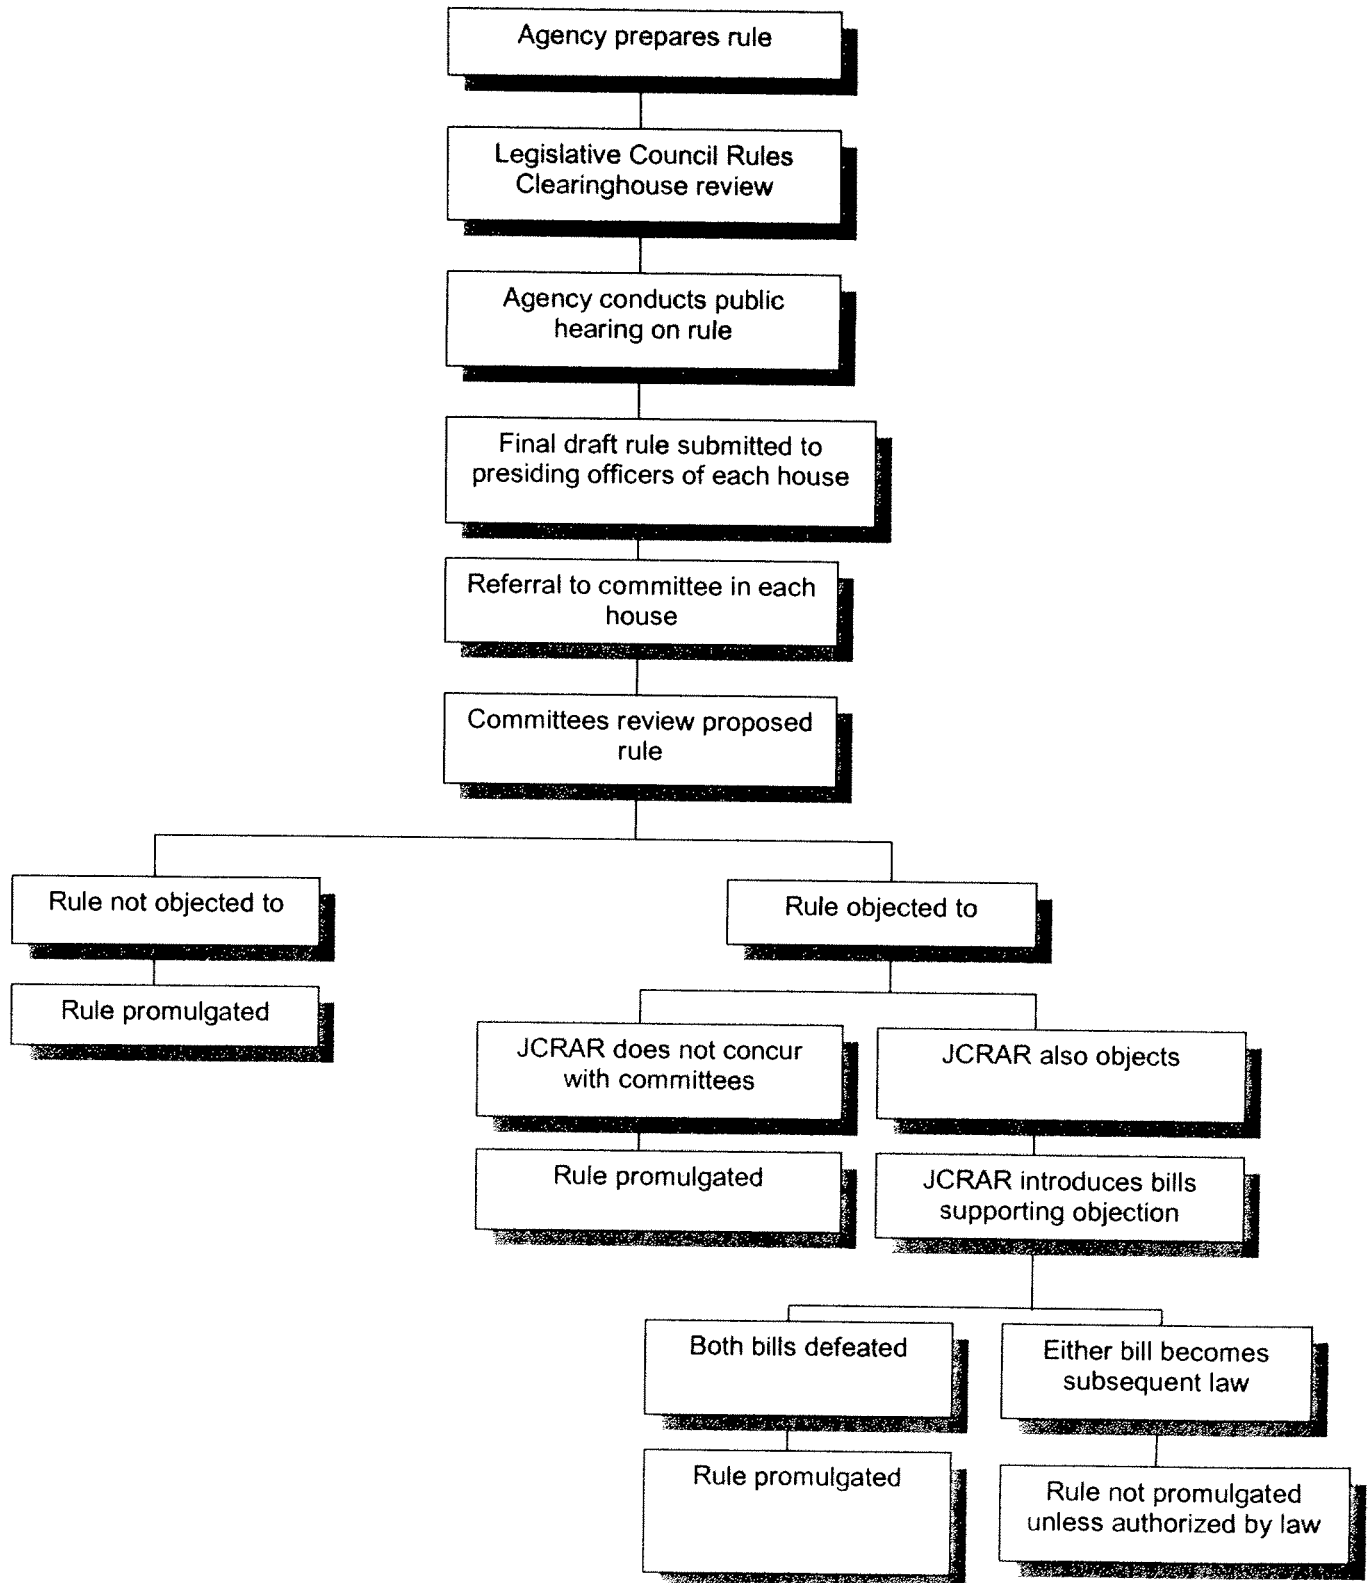 Agency prepares rule
Legislative Council Rules
Clearinghouse review
Agency conducts public
hearing on rule
Final draft rule submitted to
presiding officers of each house
Referral to committee in each
house
Committees review proposed
rule
Rule not objected to
Rule promulgated
Rule objected to
JCRAR does not concur
with committees
Rule promulgated
JCRAR also objects
JCRAR introduces bills
supporting objection
Both bills defeated
Rule promulgated
Either bill becomes
subsequent law
Rule not promulgated
unless authorized by law